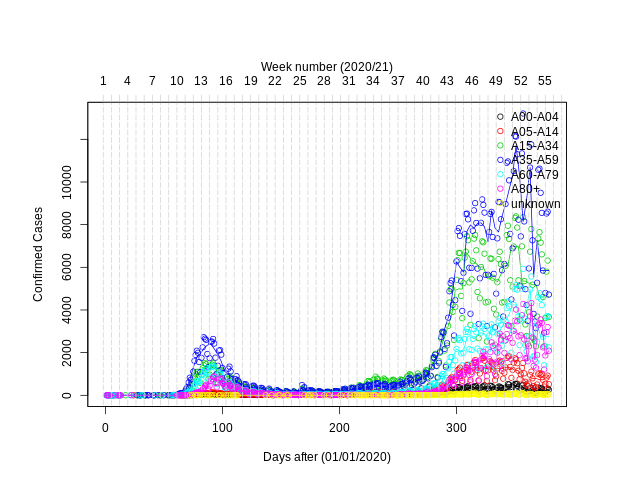 Week number (2020/21)
1 4 7 10 13 16 19 22 25 28 31 34 37 40 43 46 49 52 55
A00-A04
A05-A14
A15-A34
A35-A59
A60-A79
A80+
unknown
Confirmed Cases
0 2000 4000 6000 8000 10000
0 100 200 300
Days after (01/01/2020)